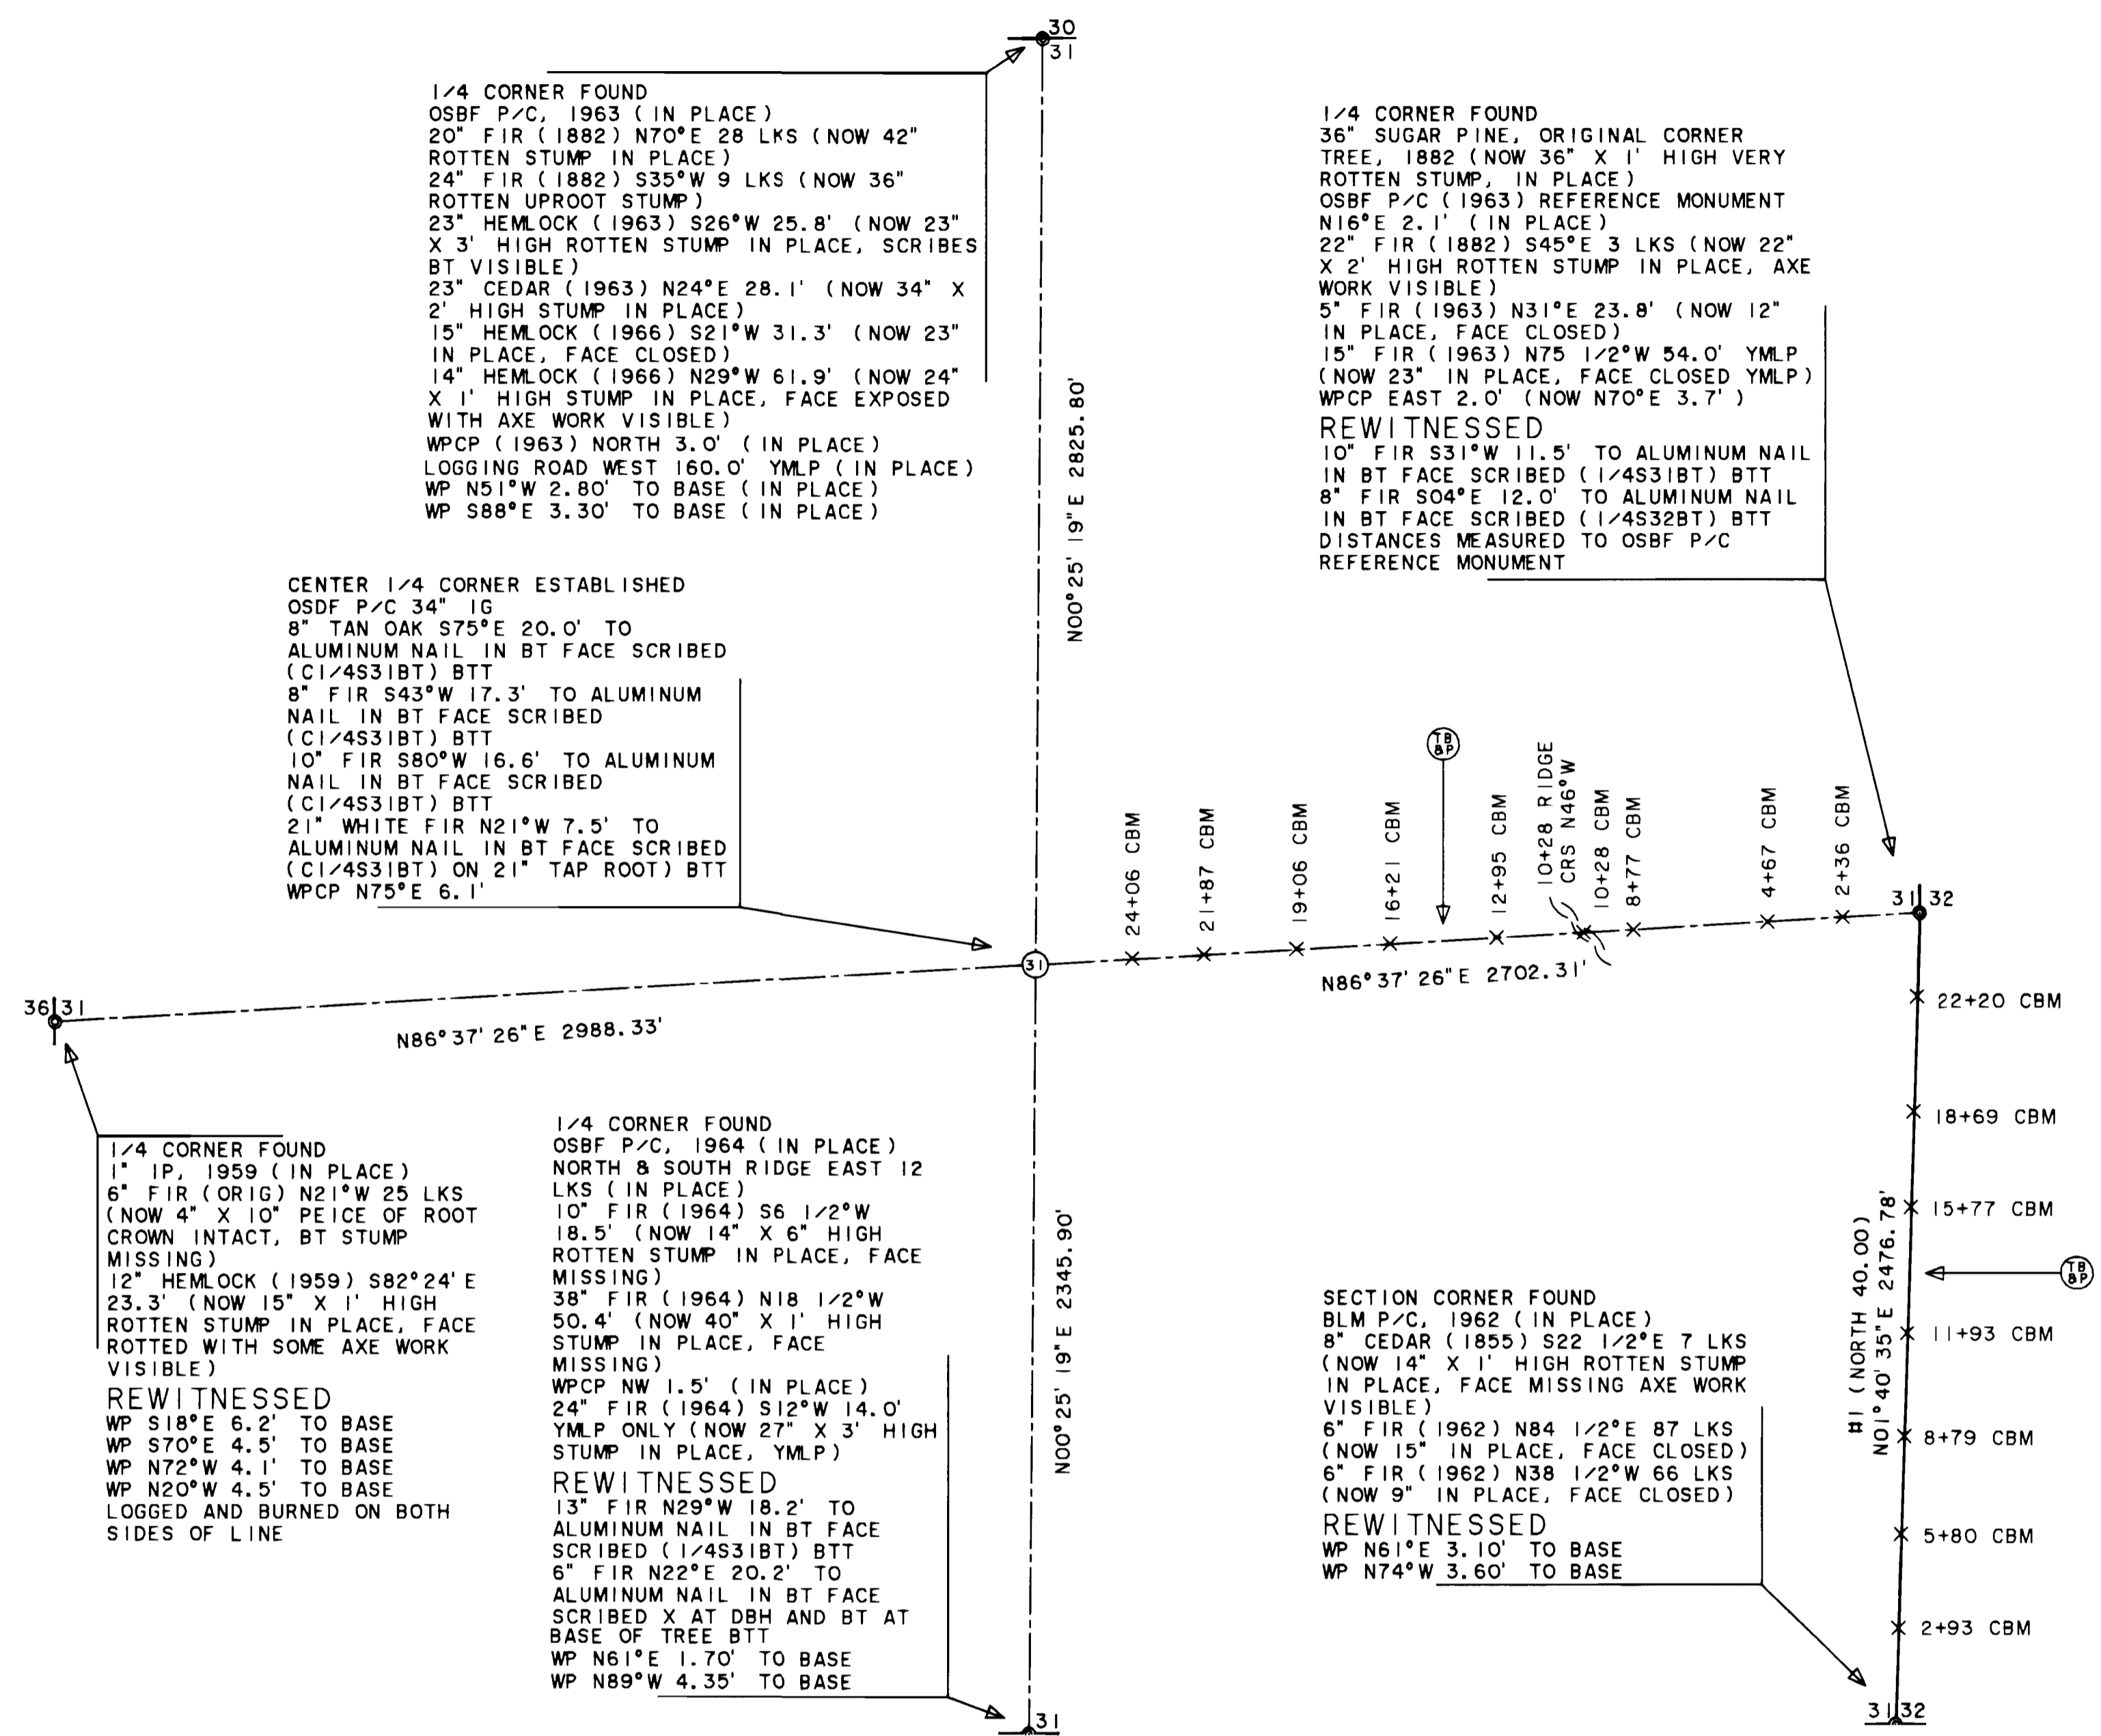 30
31
1/4 CORNER FOUND
OSBF P/C, 1963 (IN PLACE)
20" FIR (1882) N70°E 28 LKS (NOW 42"
ROTTEN STUMP IN PLACE)
24" FIR (1882) S35°W 9 LKS (NOW 36"
ROTTEN UPROOT STUMP)
23" HEMLOCK (1963) S26°W 25.8' (NOW 23"
X 3' HIGH ROTTEN STUMP IN PLACE, SCRIBES
BT VISIBLE)
23" CEDAR (1963) N24°E 28.1' (NOW 34" X
2' HIGH STUMP IN PLACE)
15" HEMLOCK (1966) S21°W 31.3' (NOW 23"
IN PLACE, FACE CLOSED)
14" HEMLOCK (1966) N29°W 61.9' (NOW 24"
X 1' HIGH STUMP IN PLACE, FACE EXPOSED
WITH AXE WORK VISIBLE)
WPCP (1963) NORTH 3.0' (IN PLACE)
LOGGING ROAD WEST 160.0' YMLP (IN PLACE)
WP N51°W 2.80' TO BASE (IN PLACE)
WP S88°E 3.30' TO BASE (IN PLACE)
N00°25'19"E 2825.80'
1/4 CORNER FOUND
36" SUGAR PINE, ORIGINAL CORNER
TREE, 1882 (NOW 36" X 1' HIGH VERY
ROTTEN STUMP, IN PLACE)
OSBF P/C (1963) REFERENCE MONUMENT
N16°E 2.1' (IN PLACE)
22" FIR (1882) S45°E 3 LKS (NOW 22"
X 2' HIGH ROTTEN STUMP IN PLACE, AXE
WORK VISIBLE)
5" FIR (1963) N31°E 23.8' (NOW 12"
IN PLACE, FACE CLOSED)
15" FIR (1963) N75 1/2°W 54.0' YMLP
(NOW 23" IN PLACE, FACE CLOSED YMLP)
WPCP EAST 2.0' (NOW N70°E 3.7')
REWITNESSED
10" FIR S31°W 11.5' TO ALUMINUM NAIL
IN BT FACE SCRIBED (1/4S31BT) BTT
8" FIR S04°E 12.0' TO ALUMINUM NAIL
IN BT FACE SCRIBED (1/4S32BT) BTT
DISTANCES MEASURED TO OSBF P/C
REFERENCE MONUMENT
CENTER 1/4 CORNER ESTABLISHED
OSDF P/C 34" IG
8" TAN OAK S75°E 20.0' TO
ALUMINUM NAIL IN BT FACE SCRIBED
(C1/4S31BT) BTT
8" FIR S43°W 17.3' TO ALUMINUM
NAIL IN BT FACE SCRIBED
(C1/4S31BT) BTT
10" FIR S80°W 16.6' TO ALUMINUM
NAIL IN BT FACE SCRIBED
(C1/4S31BT) BTT
21" WHITE FIR N21°W 7.5' TO
ALUMINUM NAIL IN BT FACE SCRIBED
(C1/4S31BT) ON 21" TAP ROOT) BTT
WPCP N75°E 6.1'
24+06 CBM
21+87 CBM
19+06 CBM
16+21 CBM
TB
&P
12+95 CBM
10+28 RIDGE
CRS N46°W
10+28 CBM
8+77 CBM
4+67 CBM
2+36 CBM
31 32
31
N86°37'26"E 2702.31'
36 31
N86°37'26"E 2988.33'
22+20 CBM
18+69 CBM
15+77 CBM
TB
&P
11+93 CBM
8+79 CBM
5+80 CBM
2+93 CBM
#1 (NORTH 40.00)
N01°40'35"E 2476.78'
1/4 CORNER FOUND
1" IP, 1959 (IN PLACE)
6" FIR (ORIG) N21°W 25 LKS
(NOW 4" X 10" PEICE OF ROOT
CROWN INTACT, BT STUMP
MISSING)
12" HEMLOCK (1959) S82°24'E
23.3' (NOW 15" X 1' HIGH
ROTTEN STUMP IN PLACE, FACE
ROTTED WITH SOME AXE WORK
VISIBLE)
REWITNESSED
WP S18°E 6.2' TO BASE
WP S70°E 4.5' TO BASE
WP N72°W 4.1' TO BASE
WP N20°W 4.5' TO BASE
LOGGED AND BURNED ON BOTH
SIDES OF LINE
1/4 CORNER FOUND
OSBF P/C, 1964 (IN PLACE)
NORTH & SOUTH RIDGE EAST 12
LKS (IN PLACE)
10" FIR (1964) S6 1/2°W
18.5' (NOW 14" X 6" HIGH
ROTTEN STUMP IN PLACE, FACE
MISSING)
38" FIR (1964) N18 1/2°W
50.4' (NOW 40" X 1' HIGH
STUMP IN PLACE, FACE
MISSING)
WPCP NW 1.5' (IN PLACE)
24" FIR (1964) S12°W 14.0'
YMLP ONLY (NOW 27" X 3' HIGH
STUMP IN PLACE, YMLP)
REWITNESSED
13" FIR N29°W 18.2' TO
ALUMINUM NAIL IN BT FACE
SCRIBED (1/4S31BT) BTT
6" FIR N22°E 20.2' TO
ALUMINUM NAIL IN BT FACE
SCRIBED X AT DBH AND BT AT
BASE OF TREE BTT
WP N61°E 1.70' TO BASE
WP N89°W 4.35' TO BASE
N00°25'19"E 2345.90'
31
SECTION CORNER FOUND
BLM P/C, 1962 (IN PLACE)
8" CEDAR (1855) S22 1/2°E 7 LKS
(NOW 14" X 1' HIGH ROTTEN STUMP
IN PLACE, FACE MISSING AXE WORK
VISIBLE)
6" FIR (1962) N84 1/2°E 87 LKS
(NOW 15" IN PLACE, FACE CLOSED)
6" FIR (1962) N38 1/2°W 66 LKS
(NOW 9" IN PLACE, FACE CLOSED)
REWITNESSED
WP N61°E 3.10' TO BASE
WP N74°W 3.60' TO BASE
31 32